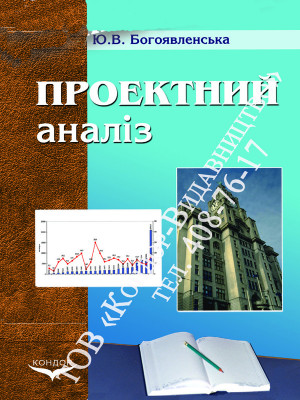 Ю.В. Богоявленська
ПРОЕКТНИЙ
аналіз
ТОВ «Кондор-Видавництво»
ТЕЛ. 408-76-17
КОНДОР